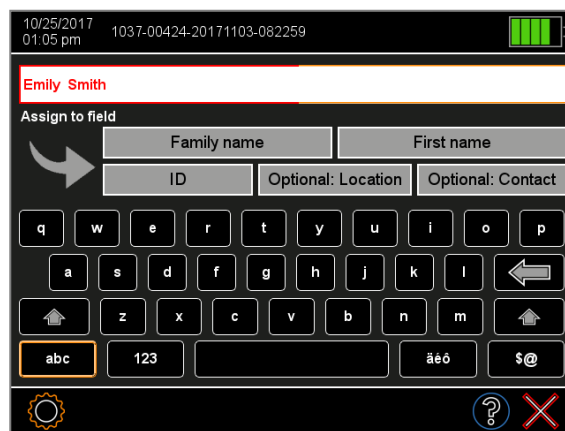 10/25/2017
01:05 pm 1037-00424-20171103-082259
Emily Smith
Assign to field
Family name First name
ID Optional: Location Optional: Contact
q w e r t y u i o p
a s d f g h j k l
z x c v b n m
abc 123 äèô $@
?